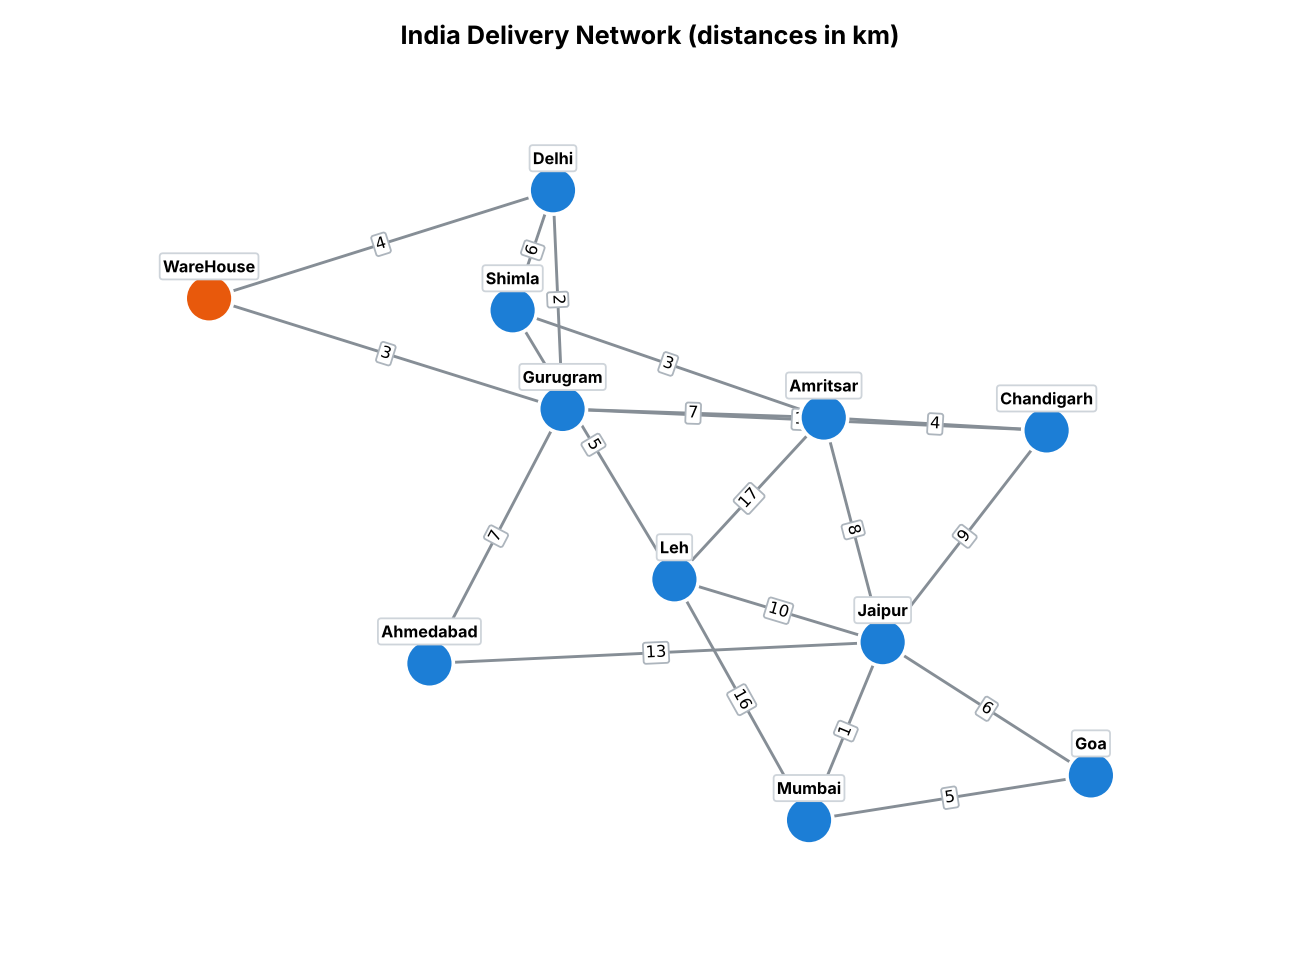 India Delivery Network (distances in km)
Delhi
4
9
WareHouse
Shimla
2
3
3
Gurugram
Amritsar
Chandigarh
7
4
5
17
8
9
7
Leh
10
Jaipur
Ahmedabad
13
16
6
1
Goa
Mumbai
5